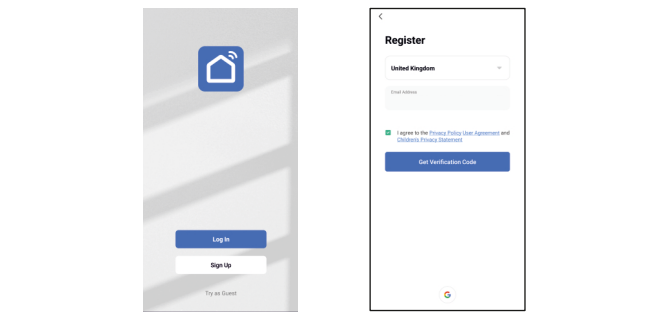 Log In
Sign Up
Try as Guest
Register
United Kingdom
Email Address
I agree to the Privacy Policy User Agreement and
Children's Privacy Statement
Get Verification Code